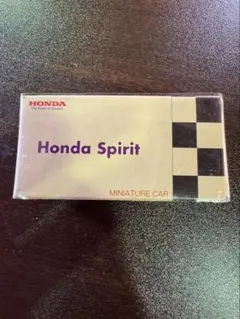 HONDA
The Power of Dreams
Honda Spirit
MINIATURE CAR